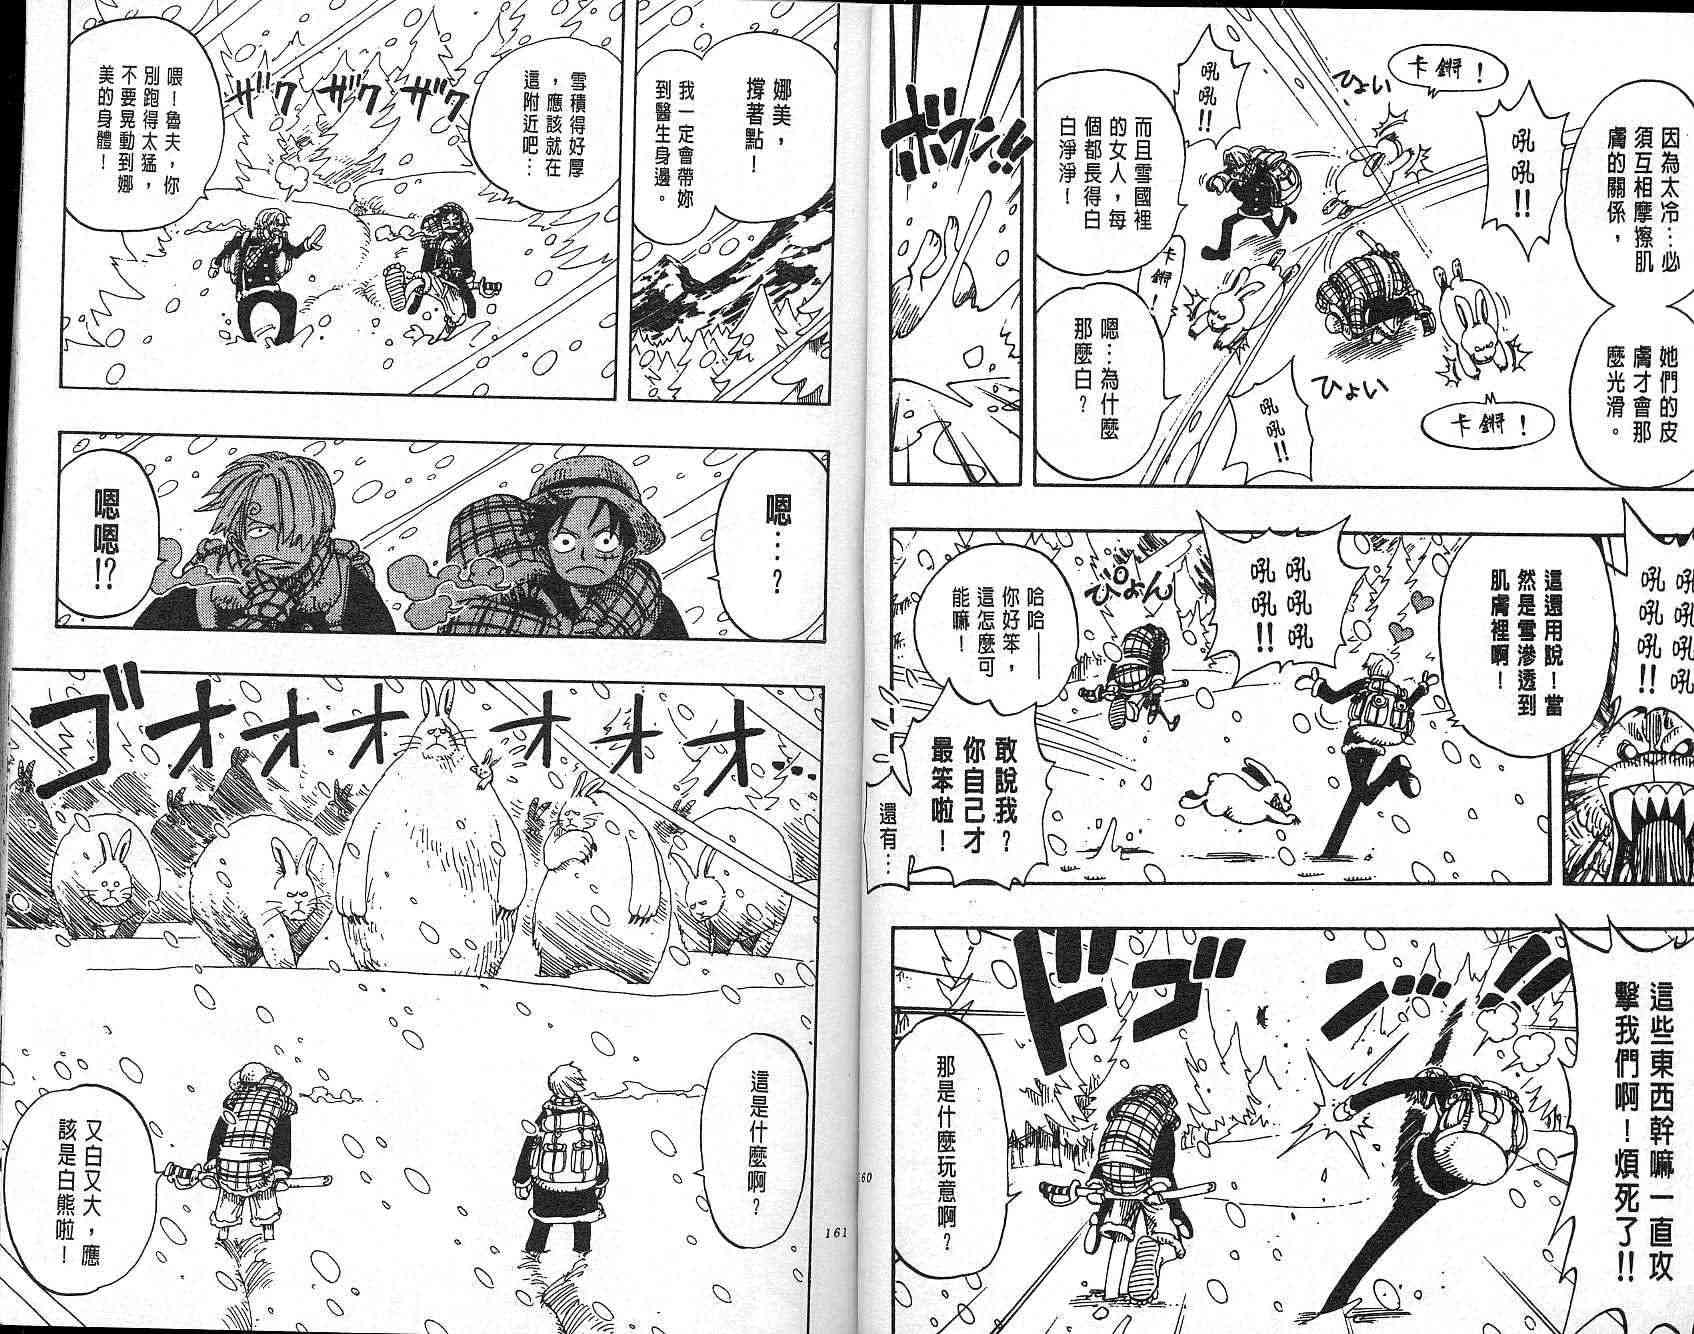 因為太冷…必
須互相摩擦肌
膚的關係，
她們的皮
膚才會那
麼光滑。
卡鏘！
ひょい
吼吼!!
吼
吼!!
而且雪國裡
的女人，每
個都長得白
白淨淨！
卡鏘！
嗯…為什麼
那麼白？
ひょい
卡鏘！
吼
吼!!
ボフン!!
吼吼
吼吼
吼吼
吼!!
這還用說！當
然是雪滲透到
肌膚裡啊！
吼吼
吼吼
吼!!
ぴょん
哈哈——
你好笨，
這怎麼可
能嘛！
敢說我？
你自己才
最笨啦！
還有…
這些東西幹嘛一直攻
擊我們啊！煩死了!!
ドゴーン!!
那是什麼玩意啊？
160
娜美，
撐著點！
我一定會帶妳
到醫生身邊。
雪積得好厚
，應該就在
這附近吧…
ザク
ザク
ザク
喂！魯夫，你
別跑得太猛，
不要晃動到娜
美的身體！
嗯…？
嗯
嗯!?
ゴオオオオオオ…
這是什麼啊？
又白又大，應
該是白熊啦！
161